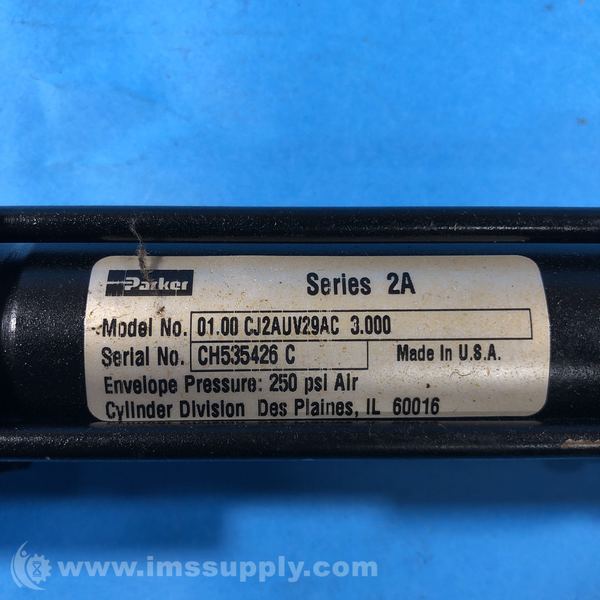 Parker Series 2A
Model No. 01.00 CJ2AUV29AC 3.000
Serial No. CH535426 C Made In U.S.A.
Envelope Pressure: 250 psi Air
Cylinder Division Des Plaines, IL 60016
www.imssupply.com